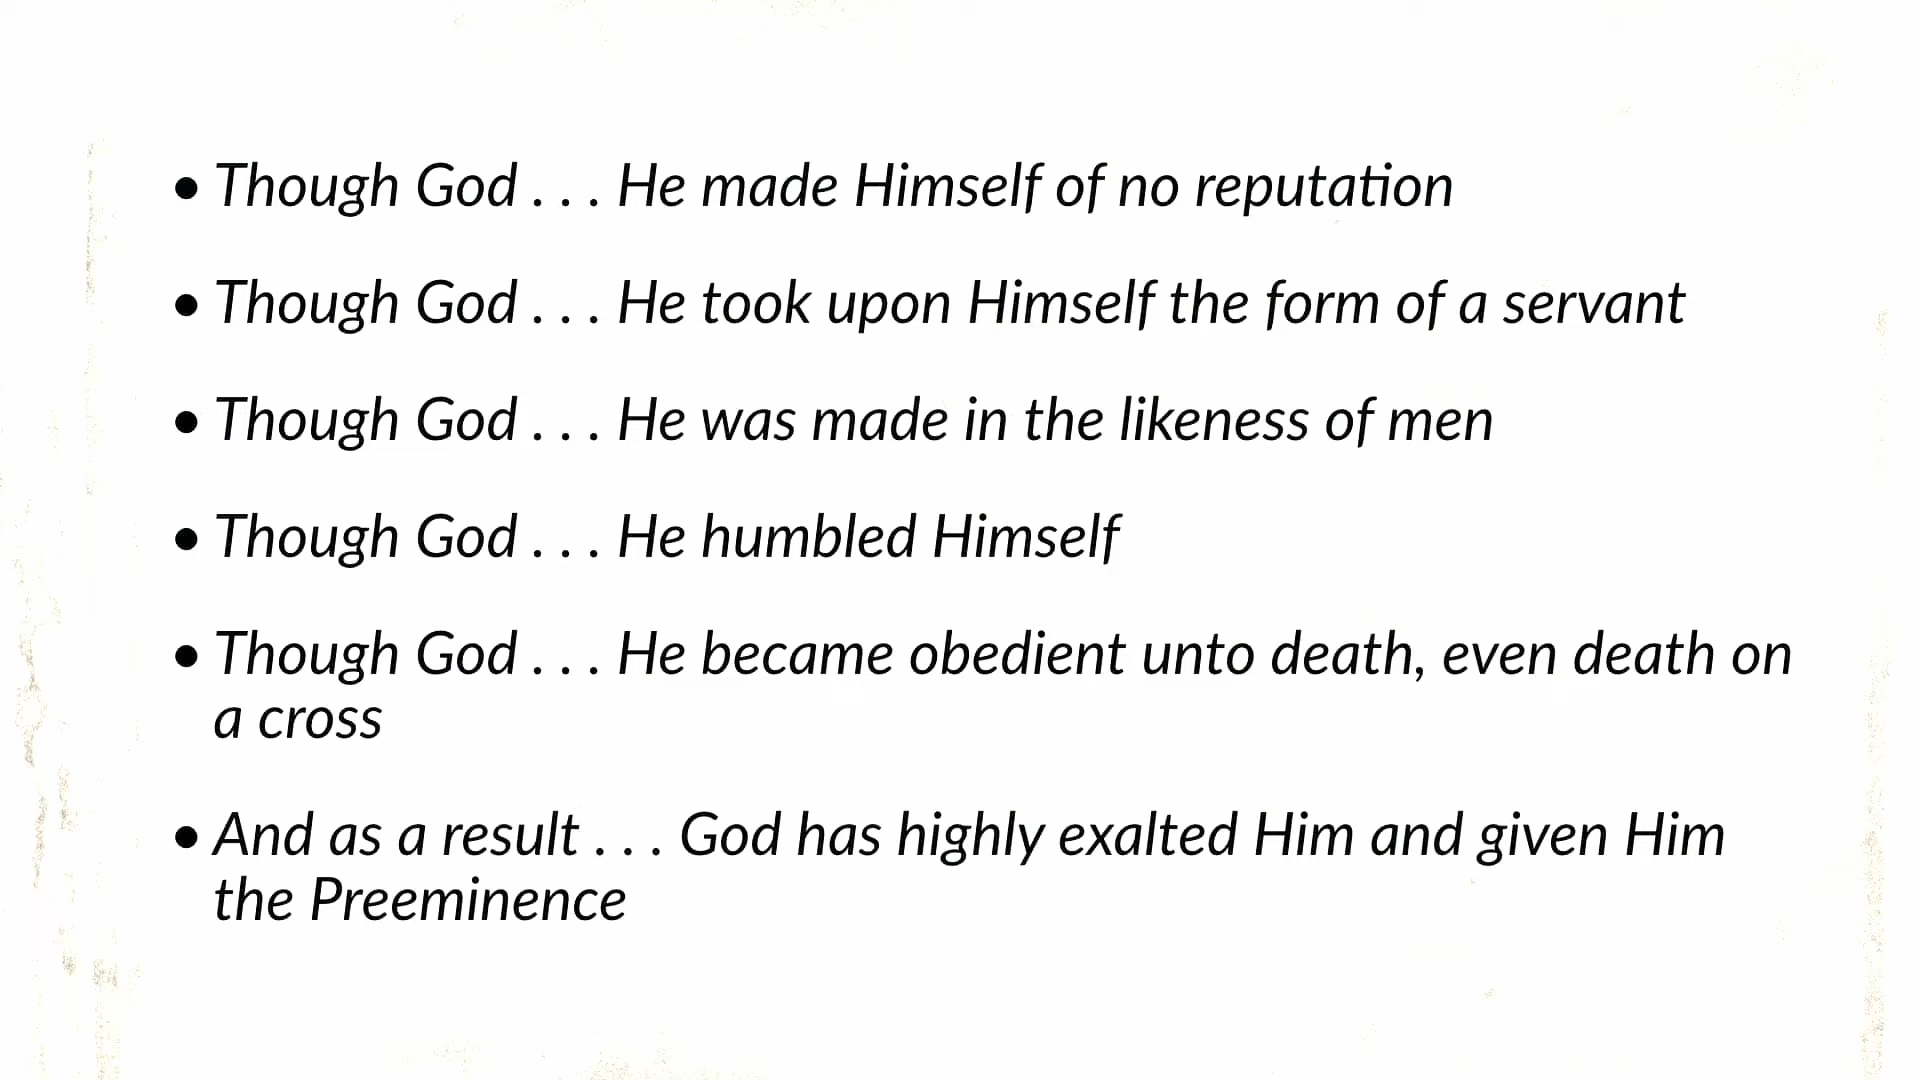 • Though God . . . He made Himself of no reputation
• Though God . . . He took upon Himself the form of a servant
• Though God . . . He was made in the likeness of men
• Though God . . . He humbled Himself
• Though God . . . He became obedient unto death, even death on
a cross
• And as a result . . . God has highly exalted Him and given Him
the Preeminence